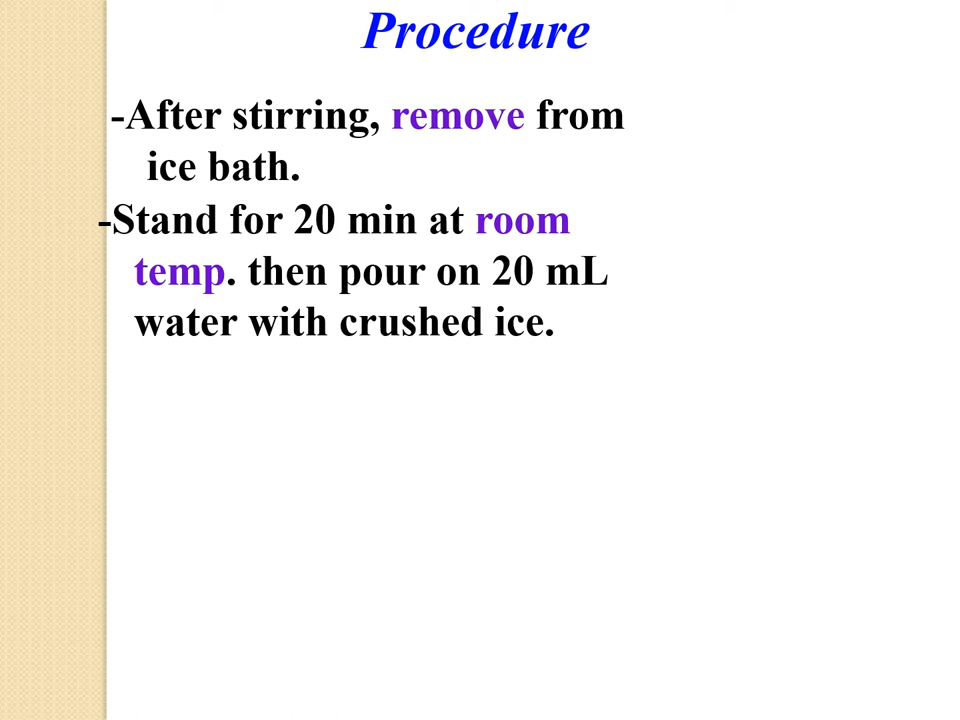 Procedure
-After stirring, remove from
ice bath.
-Stand for 20 min at room
temp. then pour on 20 mL
water with crushed ice.